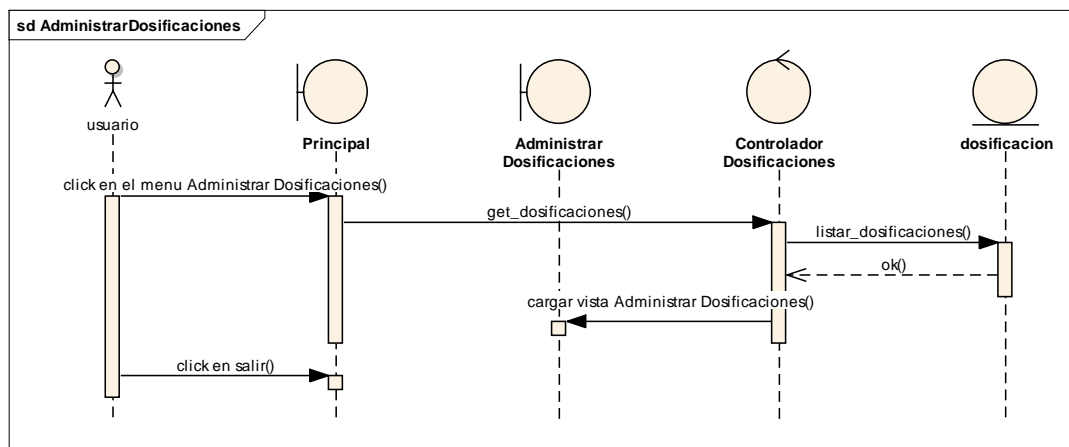 sd AdministrarDosificaciones
usuario
Principal
Administrar
Dosificaciones
Controlador
Dosificaciones
dosificacion
click en el menu Administrar Dosificaciones()
get_dosificaciones()
listar_dosificaciones()
ok()
cargar vista Administrar Dosificaciones()
click en salir()